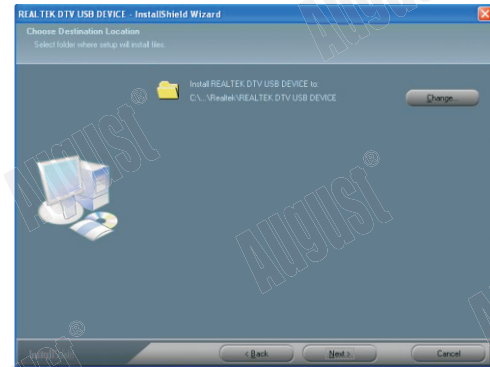 REALTEK DTV USB DEVICE - InstallShield Wizard
Choose Destination Location
Select folder where setup will install files.
Install REALTEK DTV USB DEVICE to:
C:\...\Realtek\REALTEK DTV USB DEVICE
Change...
August®
August®
August
InstallShield
< Back
Next >
Cancel